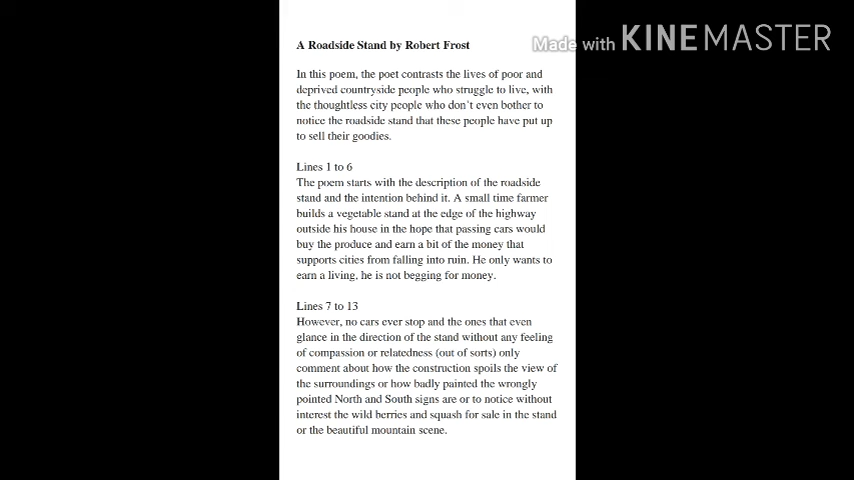 Made with KINEMASTER
A Roadside Stand by Robert Frost
In this poem, the poet contrasts the lives of poor and
deprived countryside people who struggle to live, with
the thoughtless city people who don't even bother to
notice the roadside stand that these people have put up
to sell their goodies.
Lines 1 to 6
The poem starts with the description of the roadside
stand and the intention behind it. A small time farmer
builds a vegetable stand at the edge of the highway
outside his house in the hope that passing cars would
buy the produce and earn a bit of the money that
supports cities from falling into ruin. He only wants to
earn a living, he is not begging for money.
Lines 7 to 13
However, no cars ever stop and the ones that even
glance in the direction of the stand without any feeling
of compassion or relatedness (out of sorts) only
comment about how the construction spoils the view of
the surroundings or how badly painted the wrongly
pointed North and South signs are or to notice without
interest the wild berries and squash for sale in the stand
or the beautiful mountain scene.